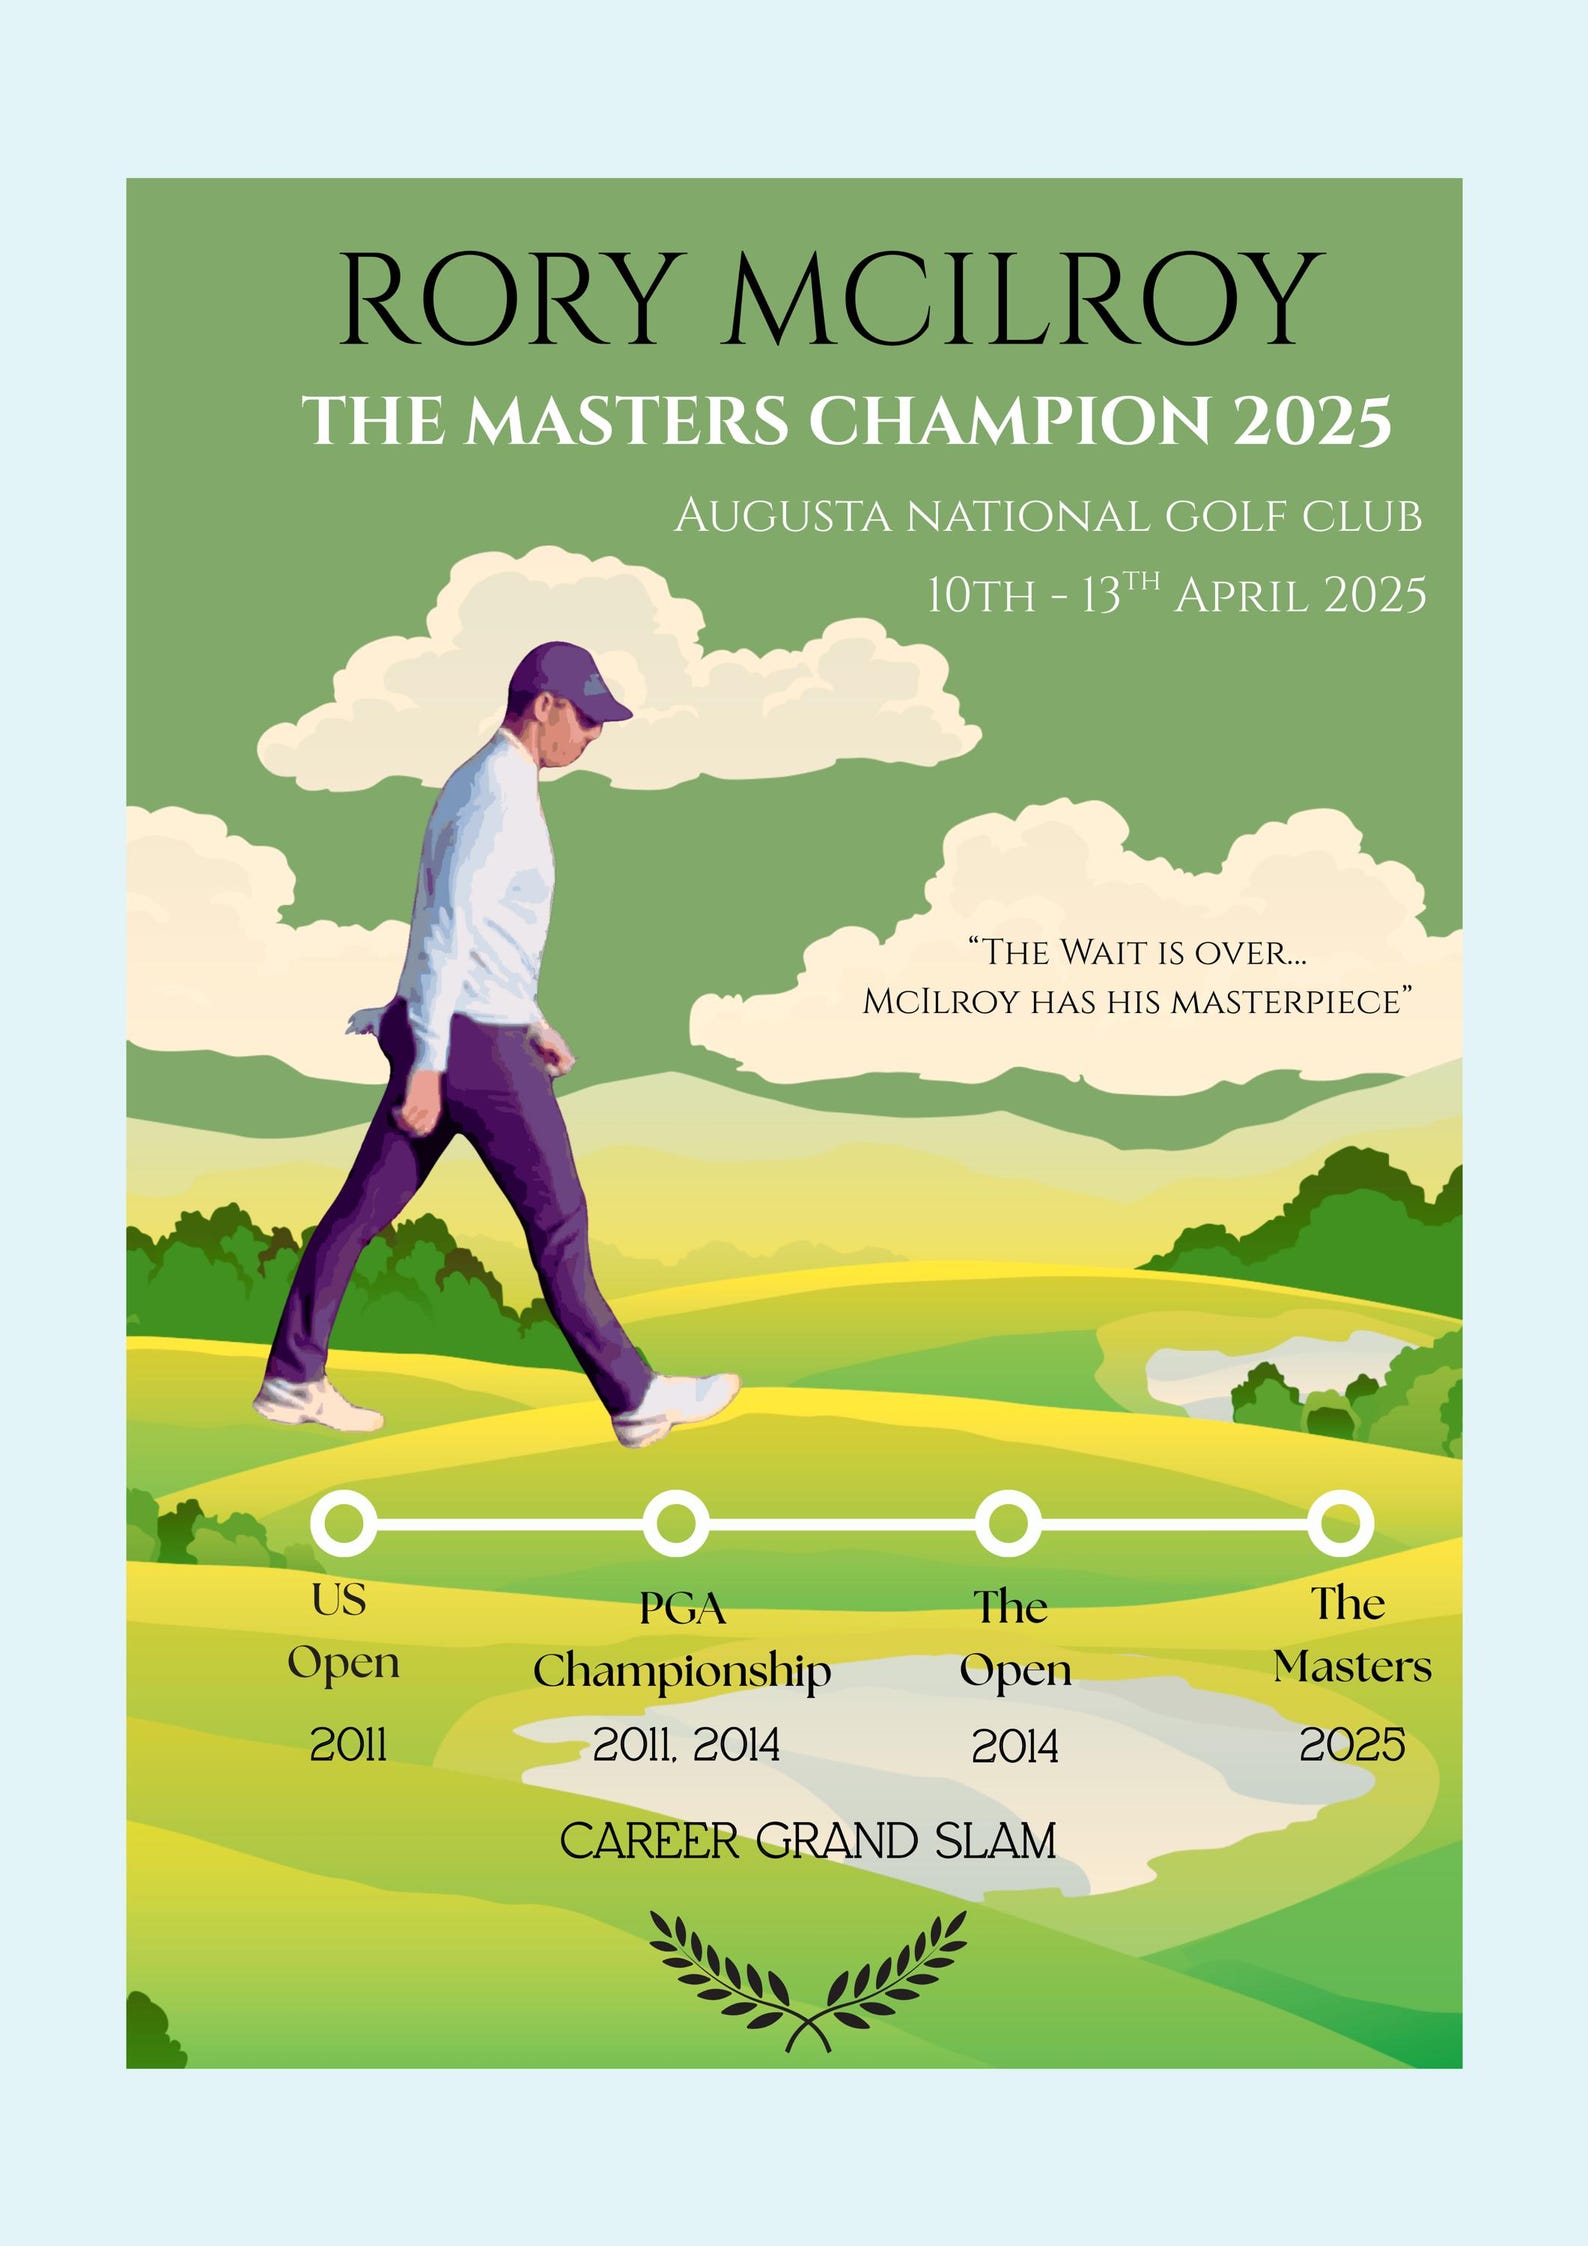 RORY MCILROY
THE MASTERS CHAMPION 2025
AUGUSTA NATIONAL GOLF CLUB
10TH - 13TH APRIL 2025
“THE WAIT IS OVER...
MCILROY HAS HIS MASTERPIECE”
US
Open
2011
PGA
Championship
2011, 2014
The
Open
2014
The
Masters
2025
CAREER GRAND SLAM